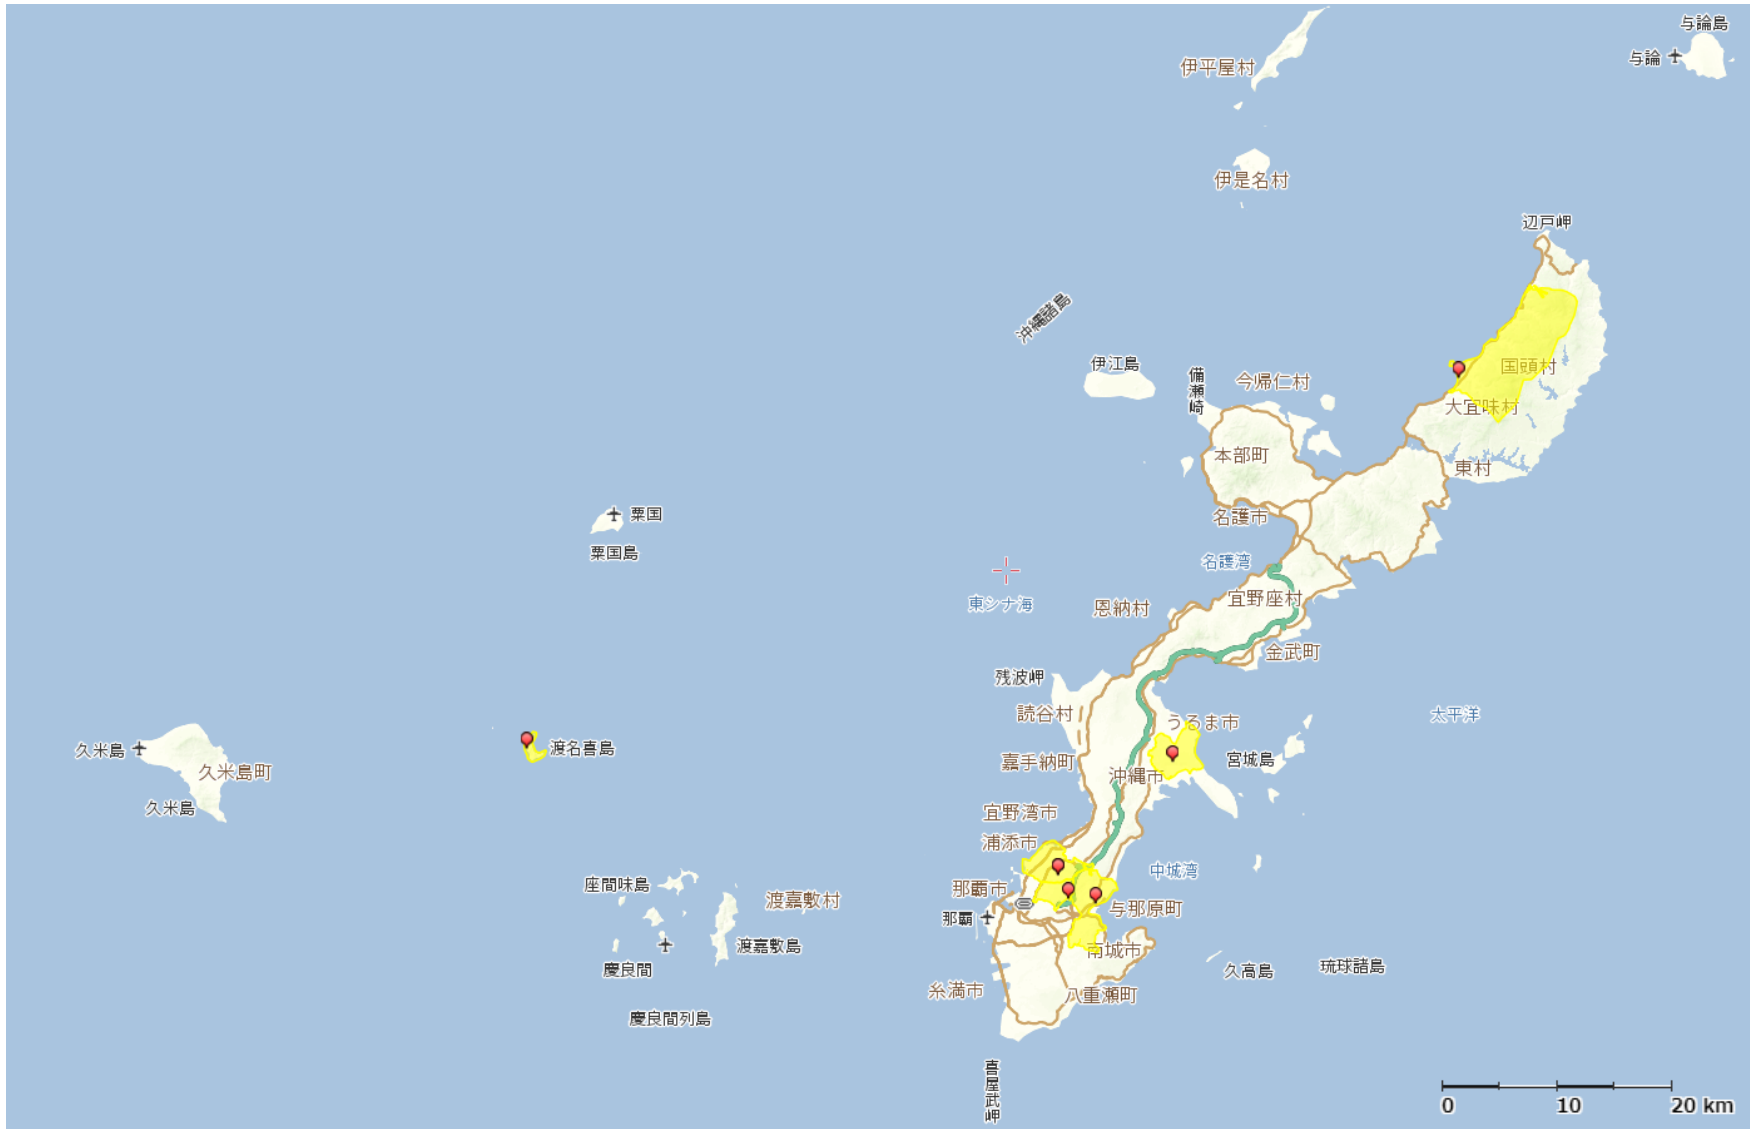 与論島
伊平屋村
与論
伊是名村
辺戸岬
沖縄諸島
伊江島
備瀬崎
今帰仁村
国頭村
大宜味村
本部町
東村
粟国
名護市
粟国島
名護湾
東シナ海
恩納村
宜野座村
金武町
残波岬
読谷村
うるま市
太平洋
久米島
渡名喜島
久米島町
嘉手納町
沖縄市
宮城島
久米島
宜野湾市
浦添市
中城湾
座間味島
渡嘉敷村
那覇市
与那原町
那覇
渡嘉敷島
南城市
慶良間
久高島
琉球諸島
糸満市
八重瀬町
慶良間列島
喜屋武岬
0 10 20 km